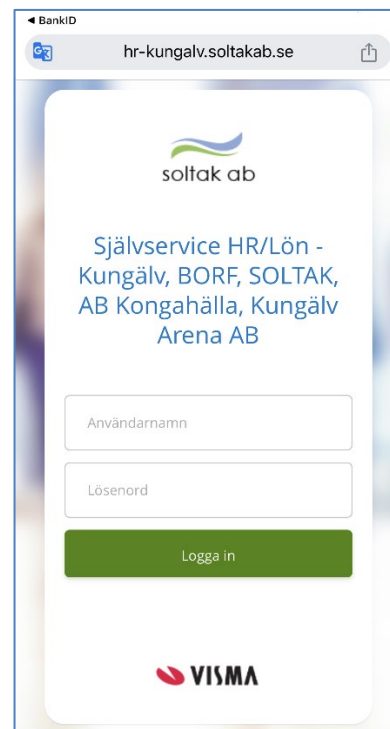 ◀ BankID
hr-kungalv.soltakab.se
soltak ab
Självservice HR/Lön -
Kungälv, BORF, SOLTAK,
AB Kongahälla, Kungälv
Arena AB
Användarnamn
Lösenord
Logga in
VISMA